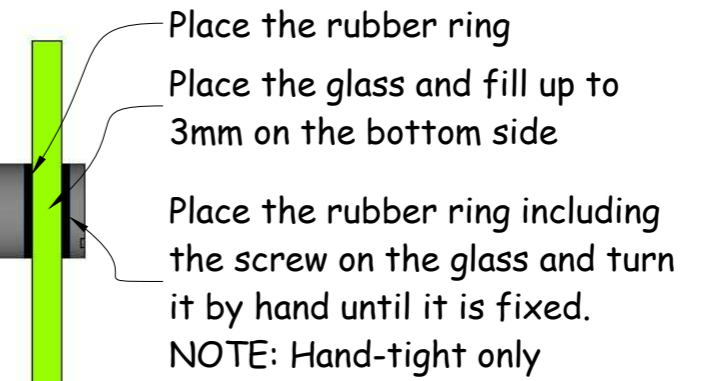 Place the rubber ring
Place the glass and fill up to
3mm on the bottom side
Place the rubber ring including
the screw on the glass and turn
it by hand until it is fixed.
NOTE: Hand-tight only